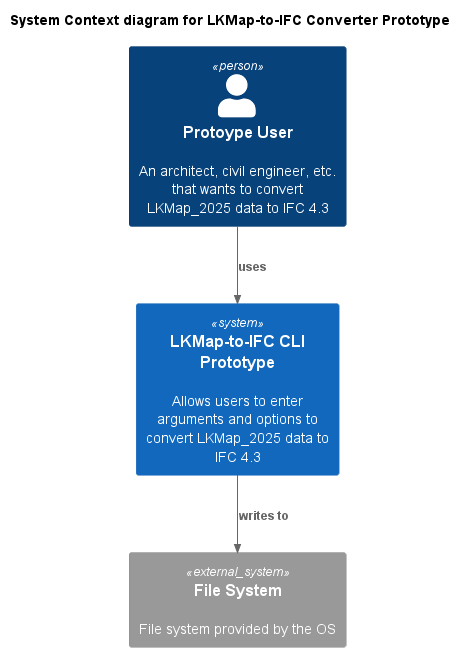 System Context diagram for LKMap-to-IFC Converter Prototype
«person»
Protoype User
An architect, civil engineer, etc.
that wants to convert
LKMap_2025 data to IFC 4.3
uses
«system»
LKMap-to-IFC CLI
Prototype
Allows users to enter
arguments and options to
convert LKMap_2025 data to
IFC 4.3
writes to
«external_system»
File System
File system provided by the OS